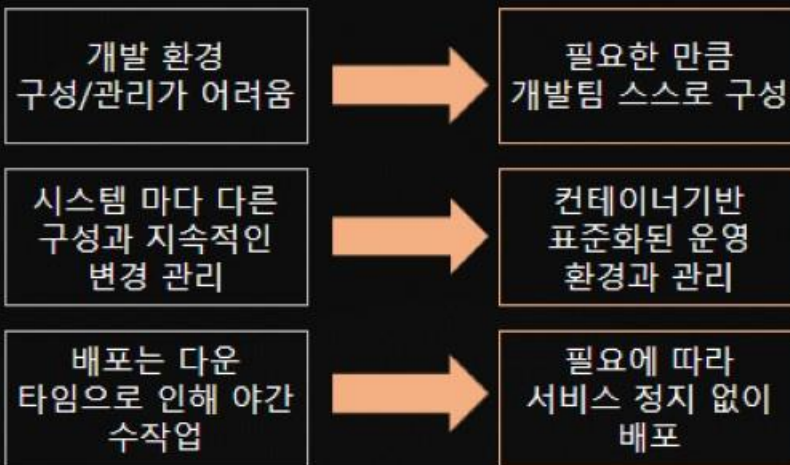 개발 환경
구성/관리가 어려움
필요한 만큼
개발팀 스스로 구성
시스템 마다 다른
구성과 지속적인
변경 관리
컨테이너기반
표준화된 운영
환경과 관리
배포는 다운
타임으로 인해 야간
수작업
필요에 따라
서비스 정지 없이
배포